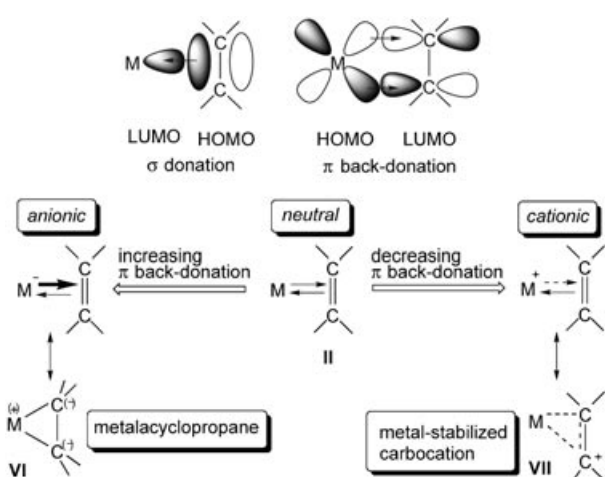 M
C
C
M
C
C
LUMO HOMO
HOMO LUMO
σ donation
π back-donation
anionic
neutral
cationic
M⁻
C
C
increasing
π back-donation
M
C
C
decreasing
π back-donation
M⁺
C
C
II
(+)
M
C(-)
C(-)
VI
metalacyclopropane
metal-stabilized
carbocation
M
C
C⁺
VII